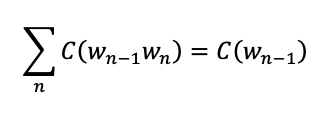 ∑ₙ C(wₙ₋₁wₙ) = C(wₙ₋₁)